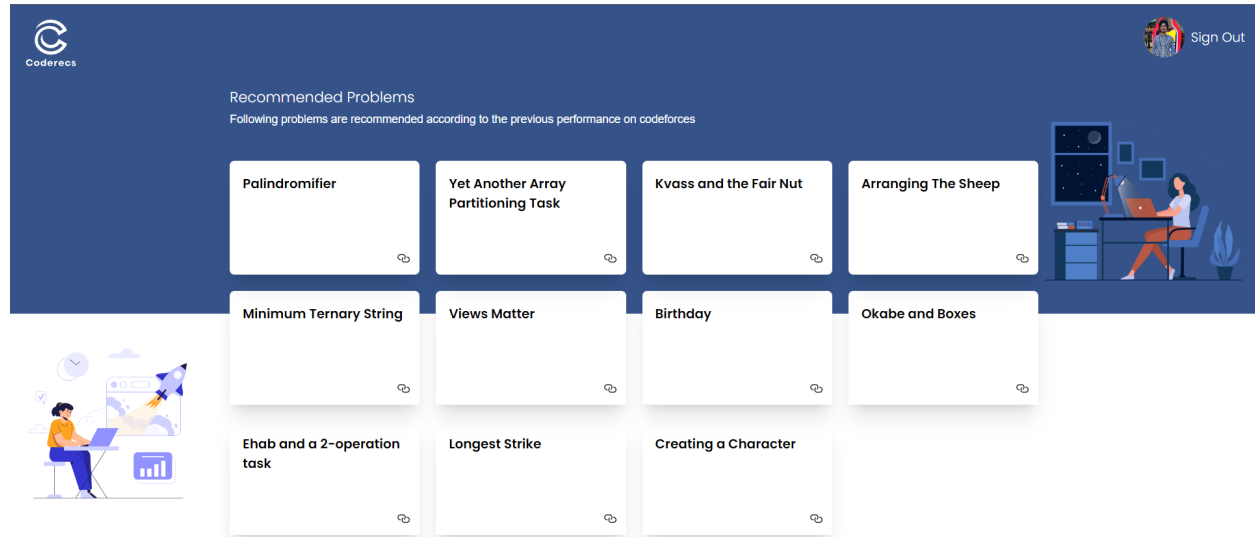 Coderecs
Sign Out
Recommended Problems
Following problems are recommended according to the previous performance on codeforces
Palindromifier
Yet Another Array
Partitioning Task
Kvass and the Fair Nut
Arranging The Sheep
Minimum Ternary String
Views Matter
Birthday
Okabe and Boxes
Ehab and a 2-operation
task
Longest Strike
Creating a Character